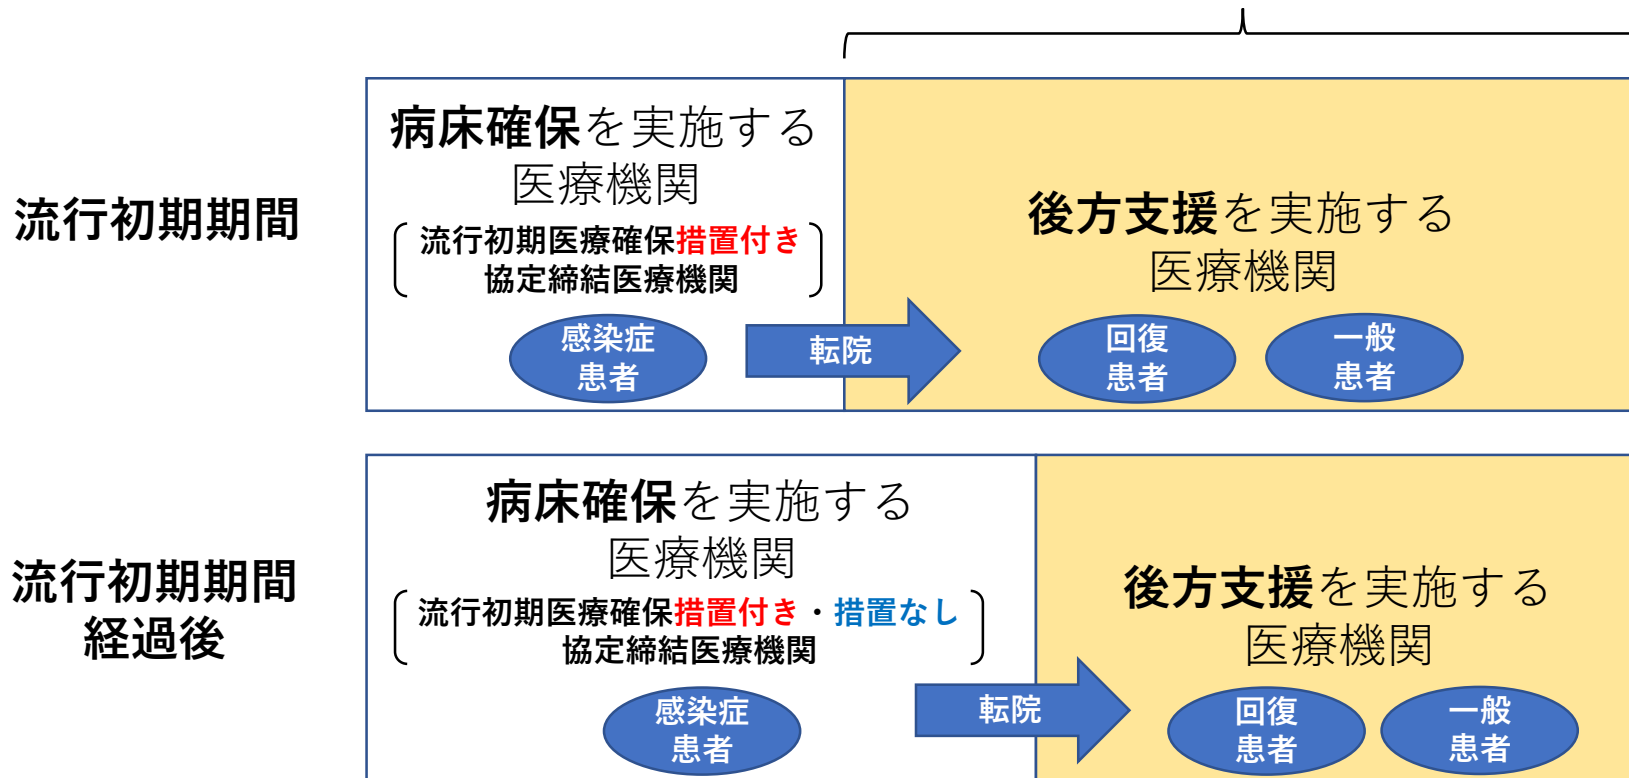 流行初期期間
病床確保を実施する
医療機関
流行初期医療確保措置付き
協定締結医療機関
感染症
患者
転院
後方支援を実施する
医療機関
回復
患者
一般
患者
流行初期期間
経過後
病床確保を実施する
医療機関
流行初期医療確保措置付き・措置なし
協定締結医療機関
感染症
患者
転院
後方支援を実施する
医療機関
回復
患者
一般
患者